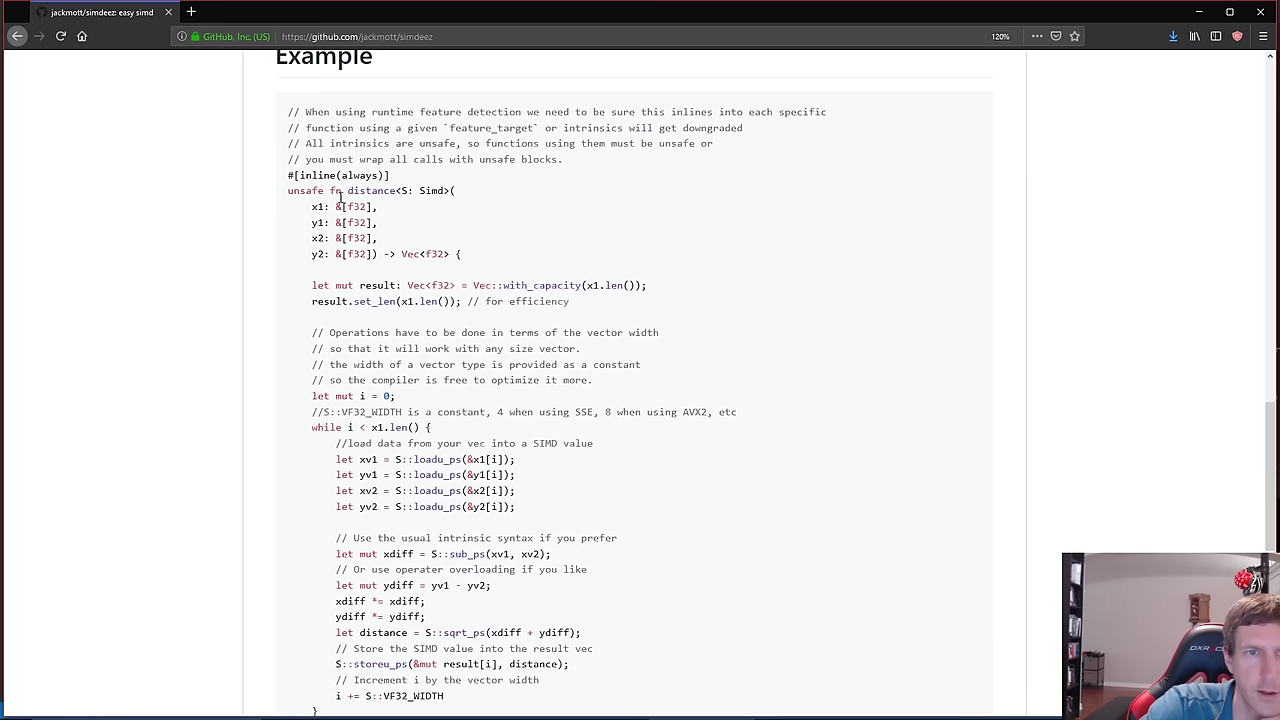 jackmott/simdeez: easy simd
GitHub, Inc. (US)
https://github.com/jackmott/simdeez
120%
Example
// When using runtime feature detection we need to be sure this inlines into each specific
// function using a given `feature_target` or intrinsics will get downgraded
// All intrinsics are unsafe, so functions using them must be unsafe or
// you must wrap all calls with unsafe blocks.
#[inline(always)]
unsafe fn distance<S: Simd>(
x1: &[f32],
y1: &[f32],
x2: &[f32],
y2: &[f32]) -> Vec<f32> {
let mut result: Vec<f32> = Vec::with_capacity(x1.len());
result.set_len(x1.len()); // for efficiency
// Operations have to be done in terms of the vector width
// so that it will work with any size vector.
// the width of a vector type is provided as a constant
// so the compiler is free to optimize it more.
let mut i = 0;
//S::VF32_WIDTH is a constant, 4 when using SSE, 8 when using AVX2, etc
while i < x1.len() {
//load data from your vec into a SIMD value
let xv1 = S::loadu_ps(&x1[i]);
let yv1 = S::loadu_ps(&y1[i]);
let xv2 = S::loadu_ps(&x2[i]);
let yv2 = S::loadu_ps(&y2[i]);
// Use the usual intrinsic syntax if you prefer
let mut xdiff = S::sub_ps(xv1, xv2);
// Or use operater overloading if you like
let mut ydiff = yv1 - yv2;
xdiff *= xdiff;
ydiff *= ydiff;
let distance = S::sqrt_ps(xdiff + ydiff);
// Store the SIMD value into the result vec
S::storeu_ps(&mut result[i], distance);
// Increment i by the vector width
i += S::VF32_WIDTH
}